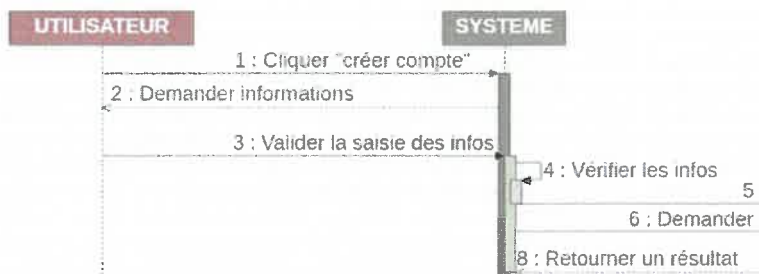 UTILISATEUR
SYSTEME
1 : Cliquer "créer compte"
2 : Demander informations
3 : Valider la saisie des infos
4 : Vérifier les infos
5
6 : Demander
8 : Retourner un résultat